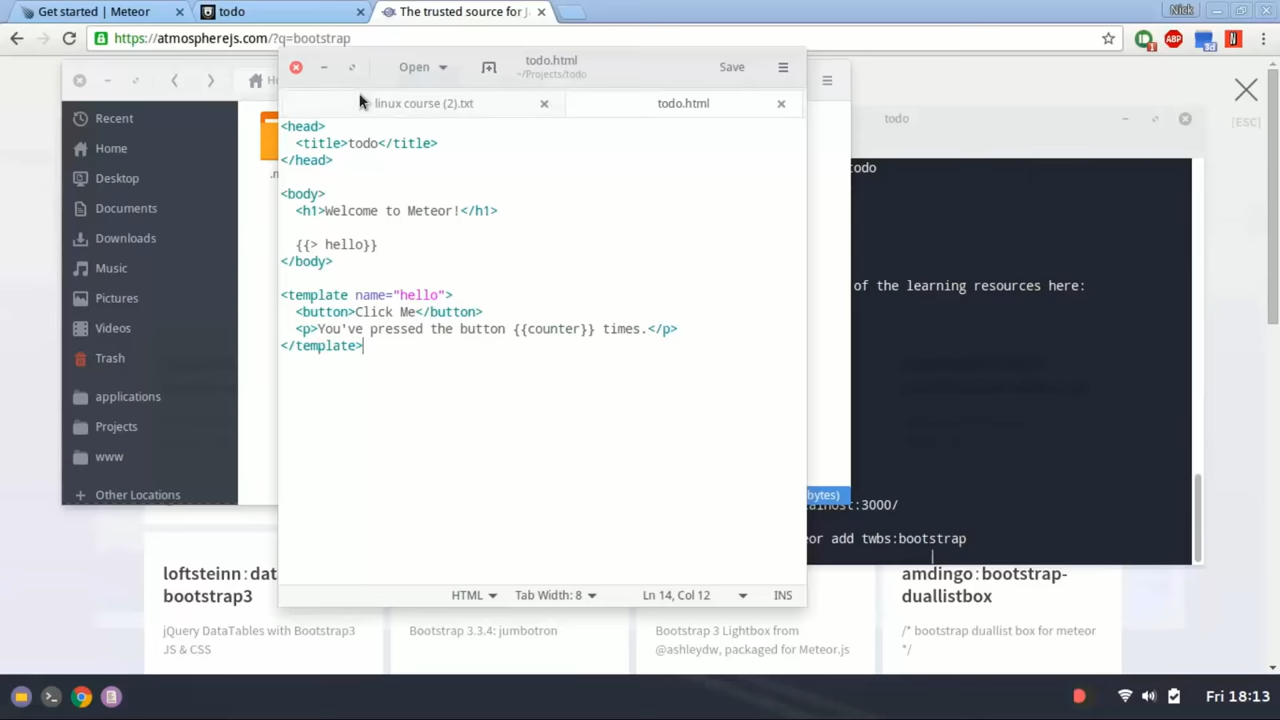 Get started | Meteor
todo
The trusted source for J
Nick
https://atmospherejs.com/?q=bootstrap
ABP
3d
1
todo.html
~/Projects/todo
Open
Save
linux course (2).txt
todo.html
todo
[ESC]
Recent
Home
Desktop
Documents
Downloads
Music
Pictures
Videos
Trash
applications
Projects
www
Other Locations
<head>
<title>todo</title>
</head>
<body>
<h1>Welcome to Meteor!</h1>
{{> hello}}
</body>
<template name="hello">
<button>Click Me</button>
<p>You've pressed the button {{counter}} times.</p>
</template>
HTML
Tab Width: 8
Ln 14, Col 12
INS
todo
of the learning resources here:
bytes)
alhost:3000/
eor add twbs:bootstrap
loftsteinn:dat
bootstrap3
jQuery DataTables with Bootstrap3
JS & CSS
Bootstrap 3.3.4: jumbotron
Bootstrap 3 Lightbox from
@ashleydw, packaged for Meteor.js
amdingo:bootstrap-
duallistbox
/* bootstrap duallist box for meteor
*/
Fri 18:13